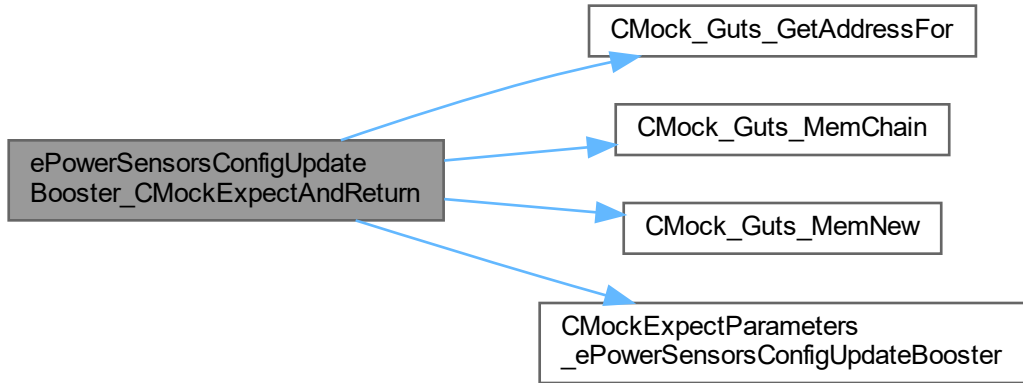 CMock_Guts_GetAddressFor
CMock_Guts_MemChain
ePowerSensorsConfigUpdate
Booster_CMockExpectAndReturn
CMock_Guts_MemNew
CMockExpectParameters
_ePowerSensorsConfigUpdateBooster